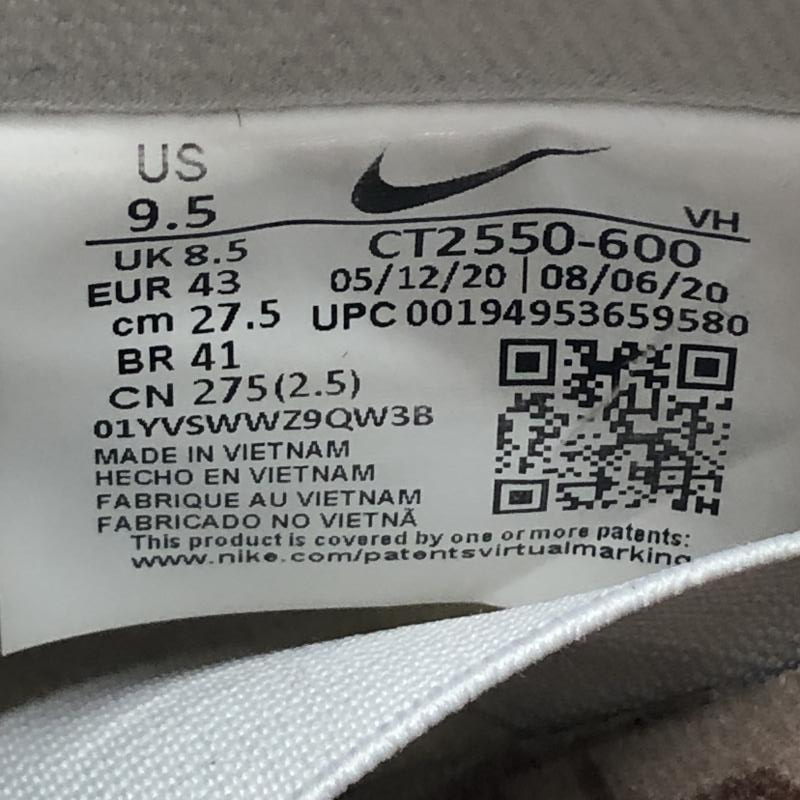 US
9.5
VH
UK 8.5
CT2550-600
EUR 43
05/12/20 | 08/06/20
cm 27.5
UPC 00194953659580
BR 41
CN 275(2.5)
01YVSWWZ9QW3B
MADE IN VIETNAM
HECHO EN VIETNAM
FABRIQUE AU VIETNAM
FABRICADO NO VIETNÃ
This product is covered by one or more patents:
www.nike.com/patentsvirtualmarking